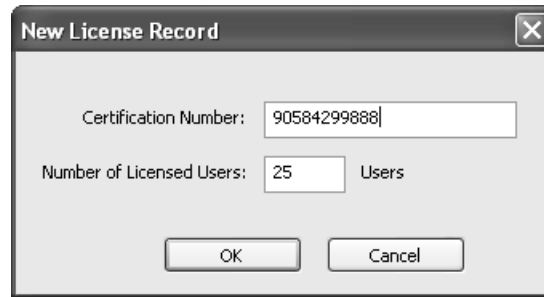 New License Record
Certification Number: 90584299888
Number of Licensed Users: 25 Users
OK Cancel